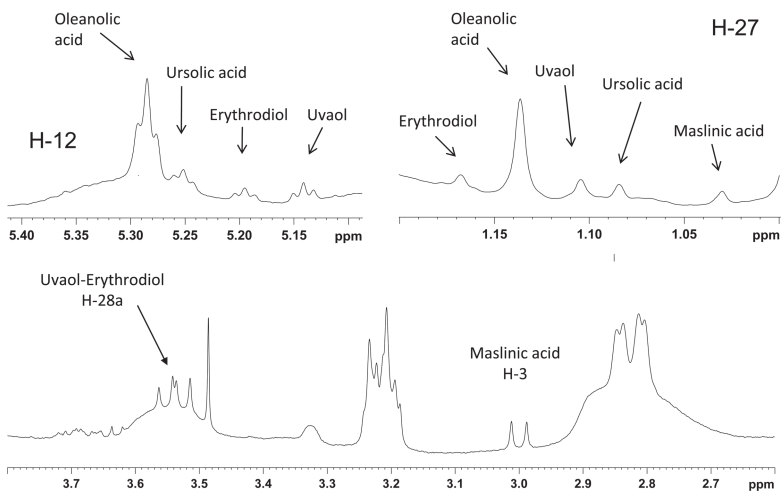 Oleanolic
acid
Ursolic acid
Erythrodiol
Uvaol
H-12
5.40 5.35 5.30 5.25 5.20 5.15 ppm
H-27
Oleanolic
acid
Uvaol
Ursolic acid
Erythrodiol
Maslinic acid
1.15 1.10 1.05 ppm
Uvaol-Erythrodiol
H-28a
Maslinic acid
H-3
3.7 3.6 3.5 3.4 3.3 3.2 3.1 3.0 2.9 2.8 2.7 ppm